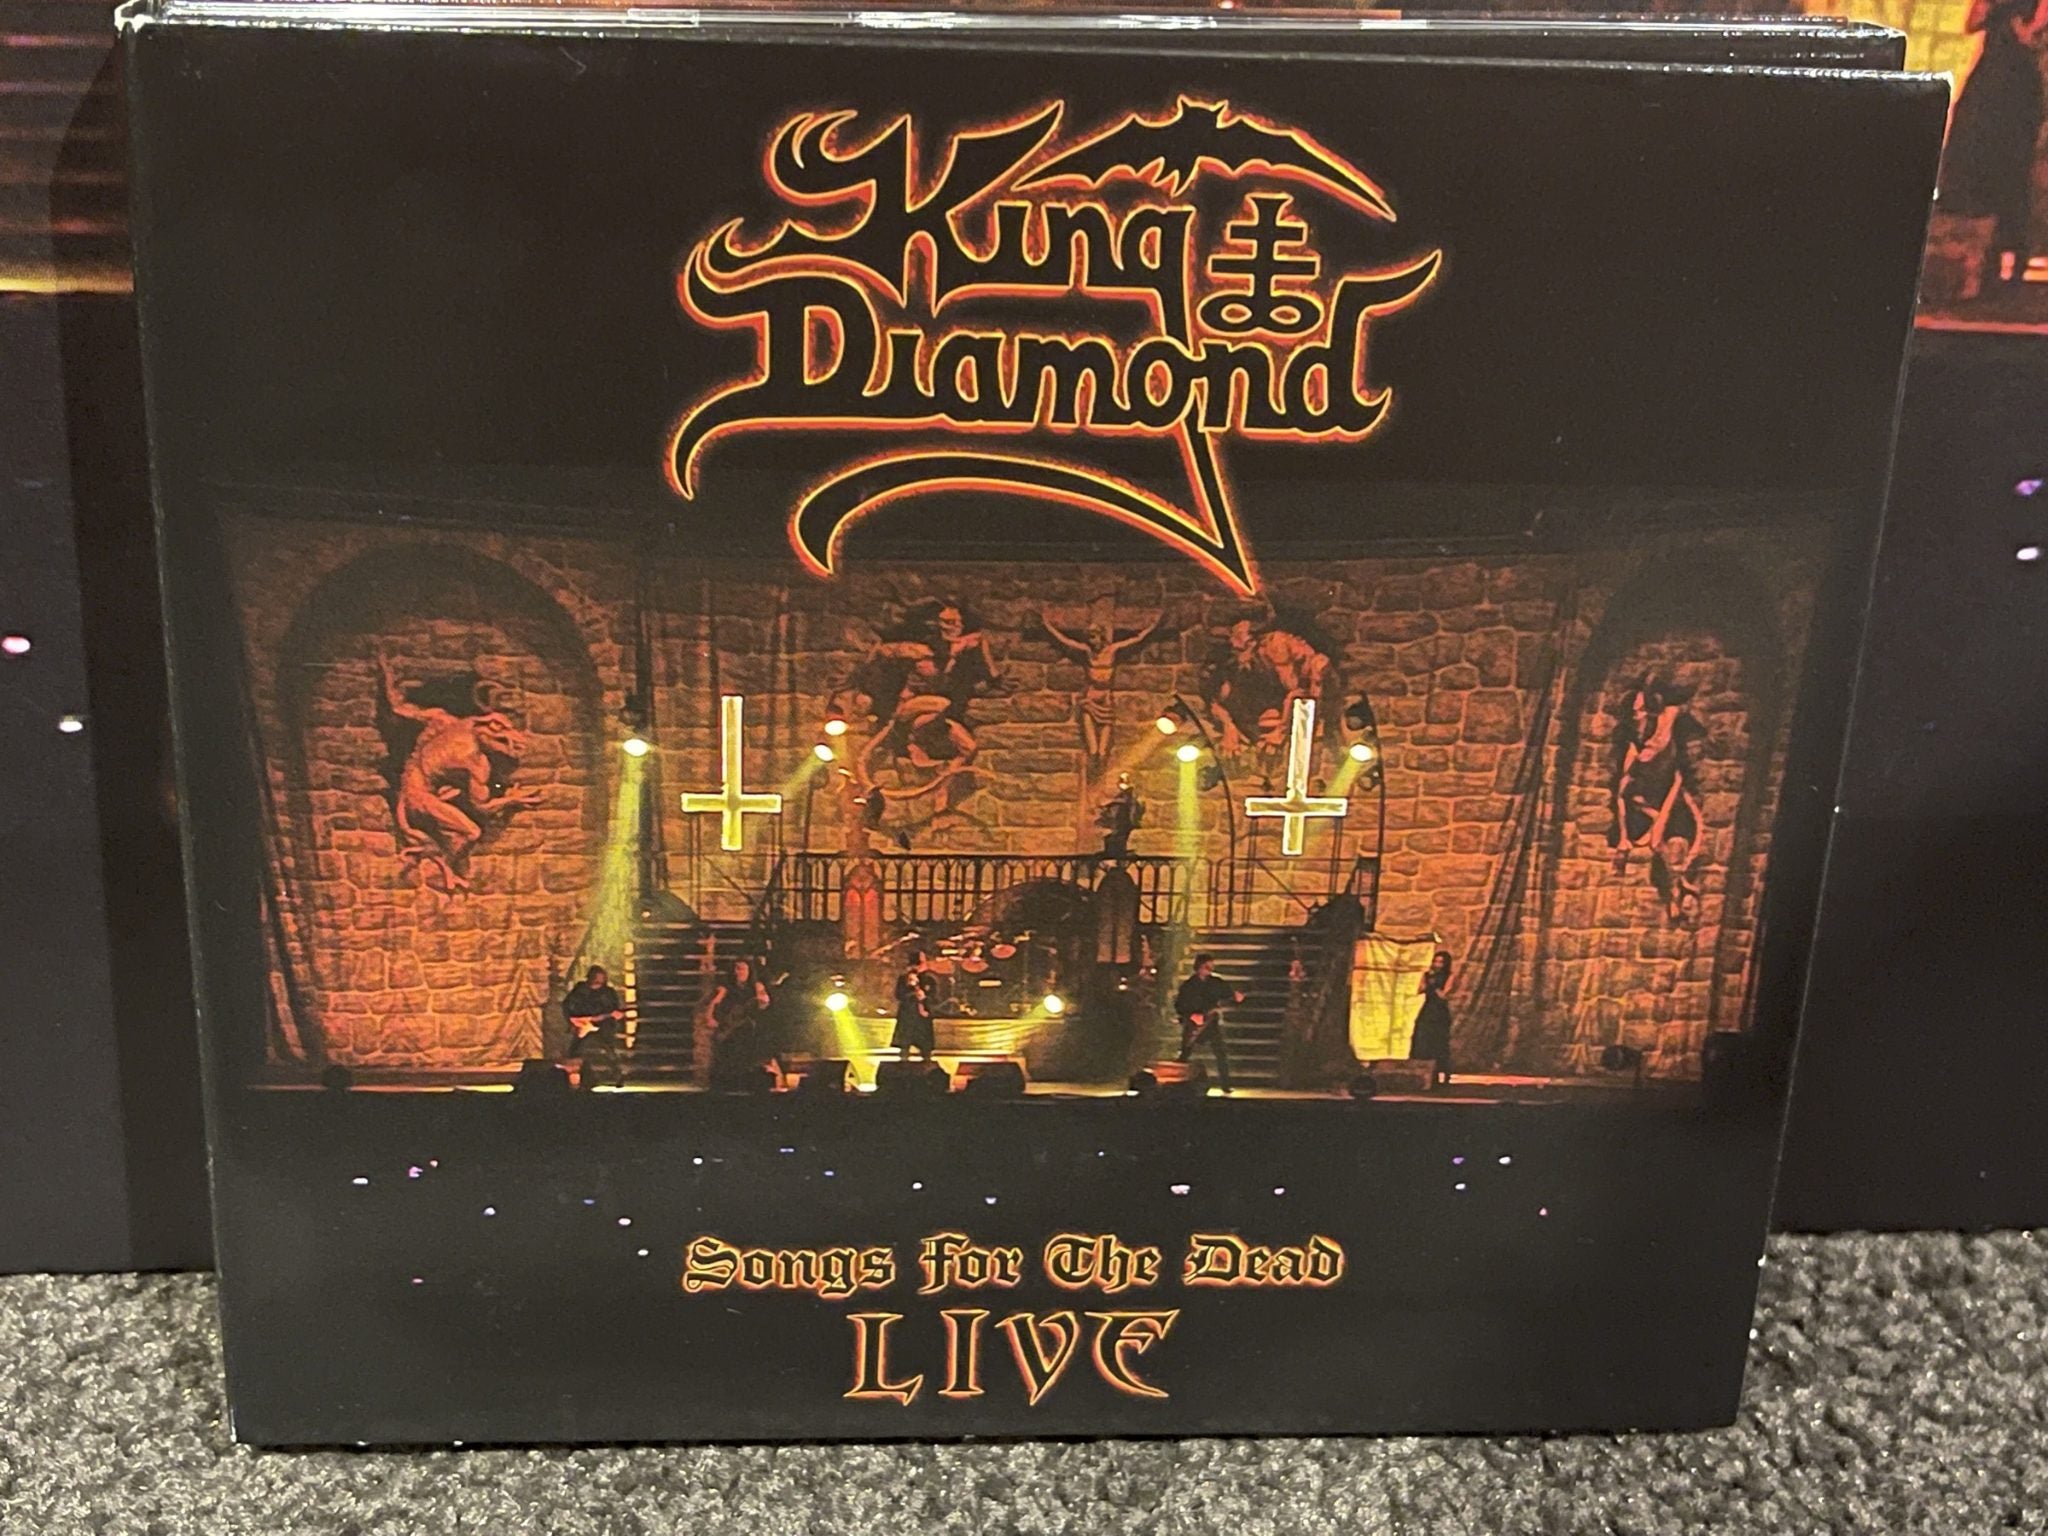 King
Diamond
Songs For The Dead
LIVE